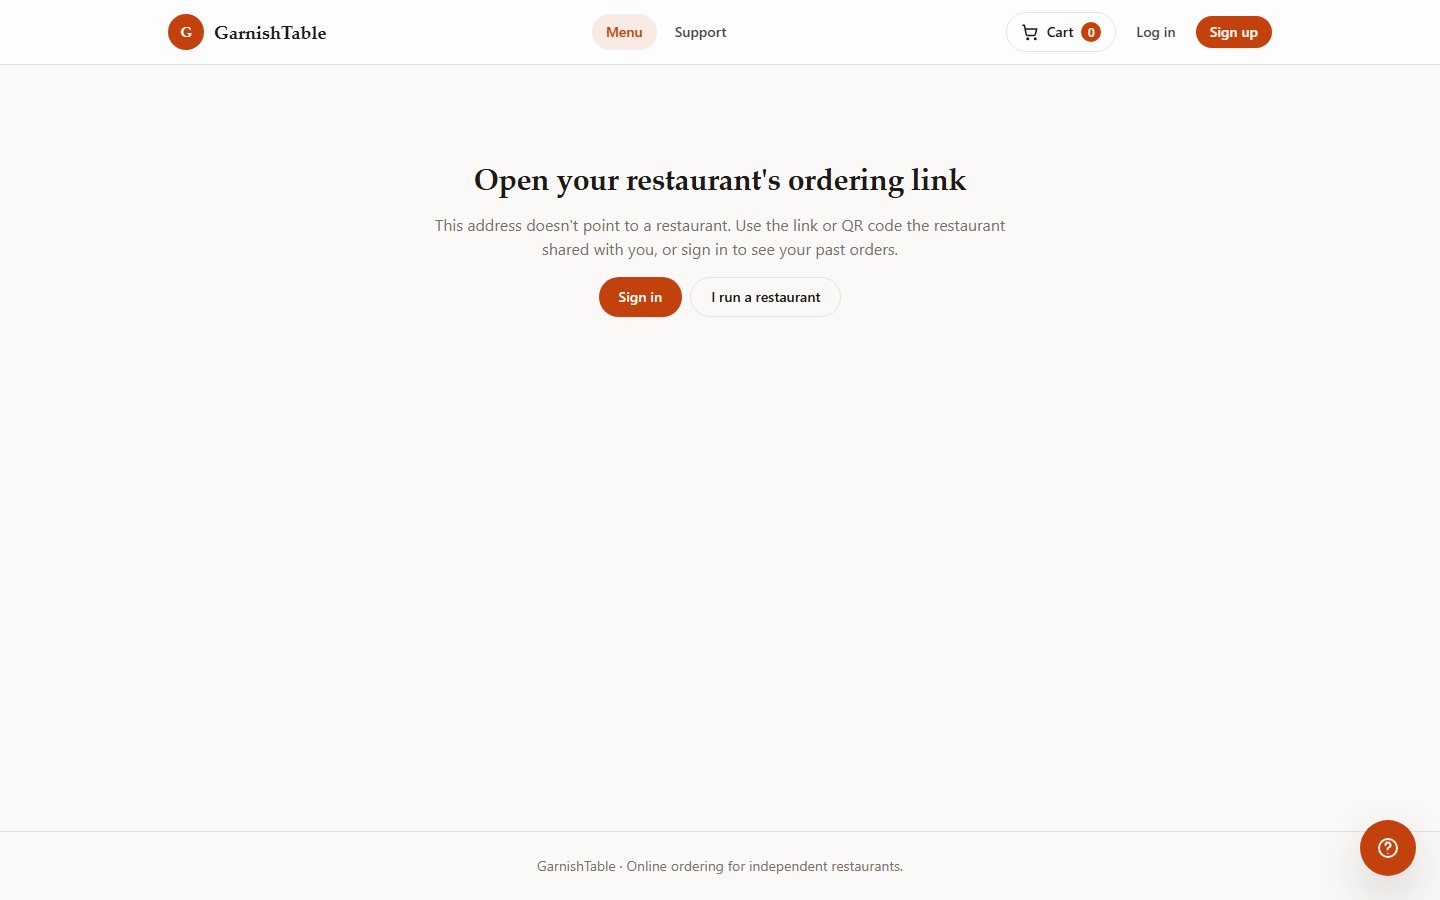 G GarnishTable
Menu Support
Cart 0 Log in Sign up
Open your restaurant's ordering link
This address doesn't point to a restaurant. Use the link or QR code the restaurant
shared with you, or sign in to see your past orders.
Sign in I run a restaurant
GarnishTable · Online ordering for independent restaurants.